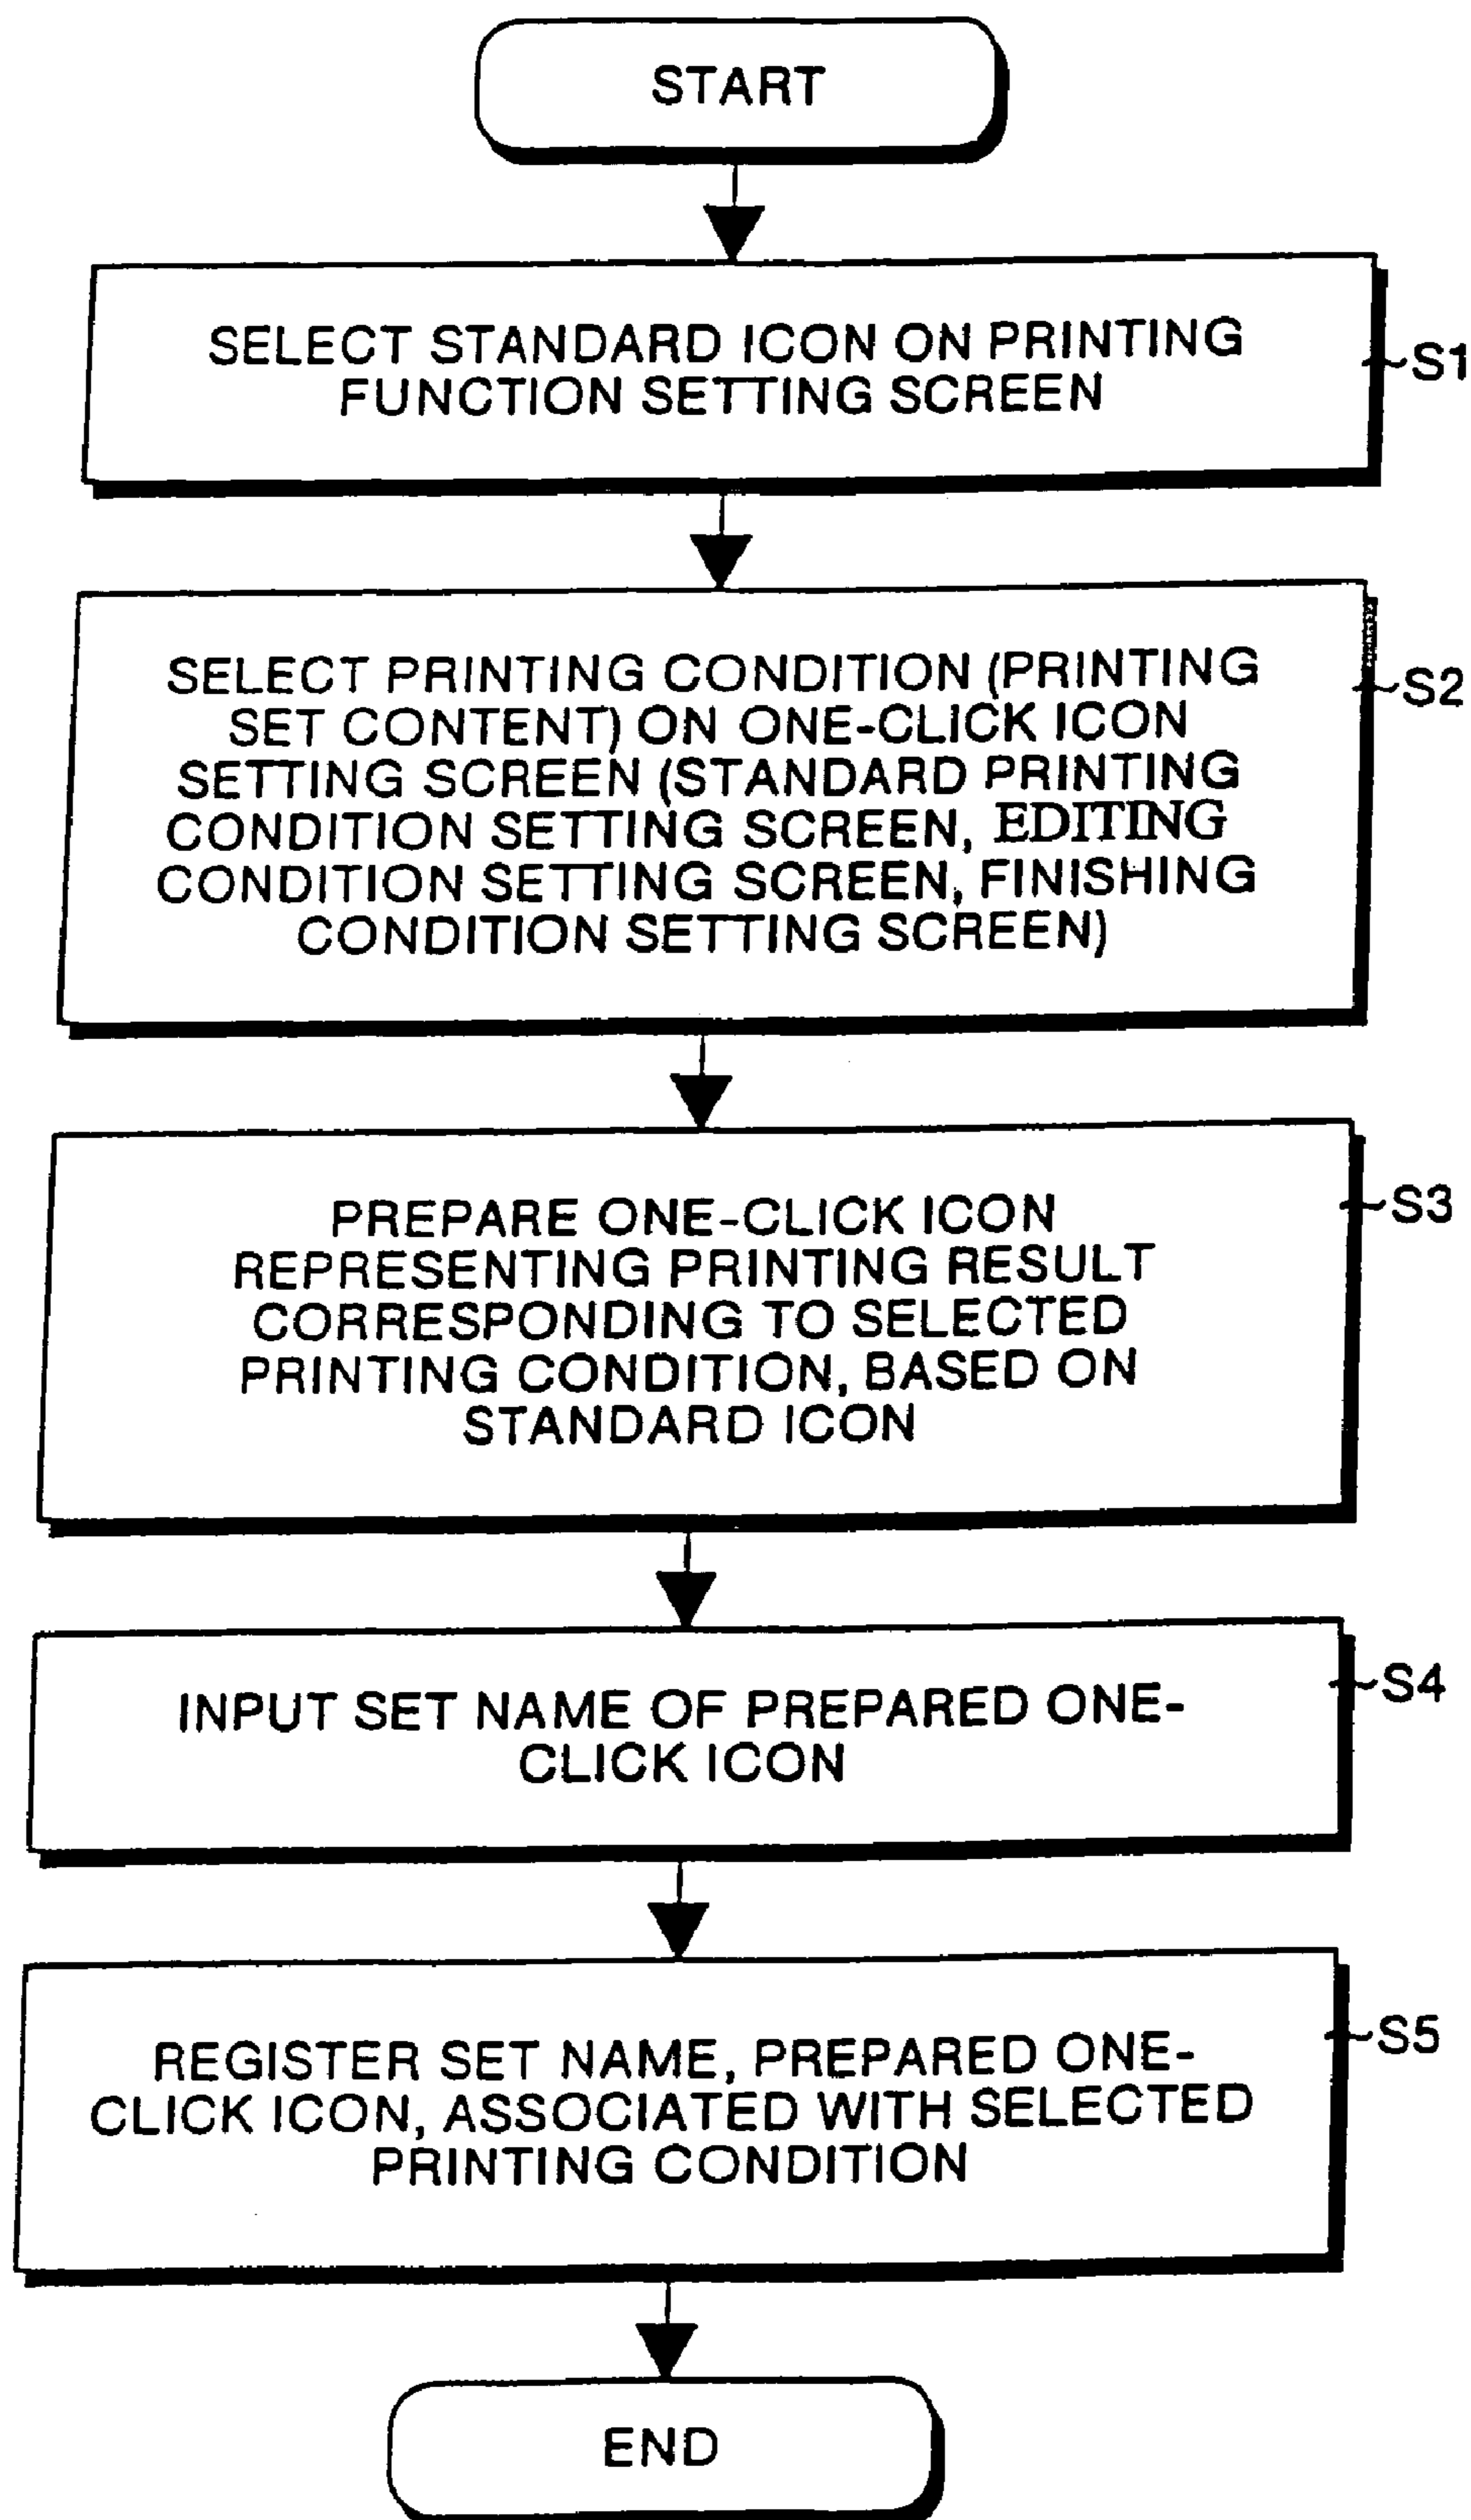 START
SELECT STANDARD ICON ON PRINTING
FUNCTION SETTING SCREEN
S1
SELECT PRINTING CONDITION (PRINTING
SET CONTENT) ON ONE-CLICK ICON
SETTING SCREEN (STANDARD PRINTING
CONDITION SETTING SCREEN, EDITING
CONDITION SETTING SCREEN, FINISHING
CONDITION SETTING SCREEN)
S2
PREPARE ONE-CLICK ICON
REPRESENTING PRINTING RESULT
CORRESPONDING TO SELECTED
PRINTING CONDITION, BASED ON
STANDARD ICON
S3
INPUT SET NAME OF PREPARED ONE-
CLICK ICON
S4
REGISTER SET NAME, PREPARED ONE-
CLICK ICON, ASSOCIATED WITH SELECTED
PRINTING CONDITION
S5
END